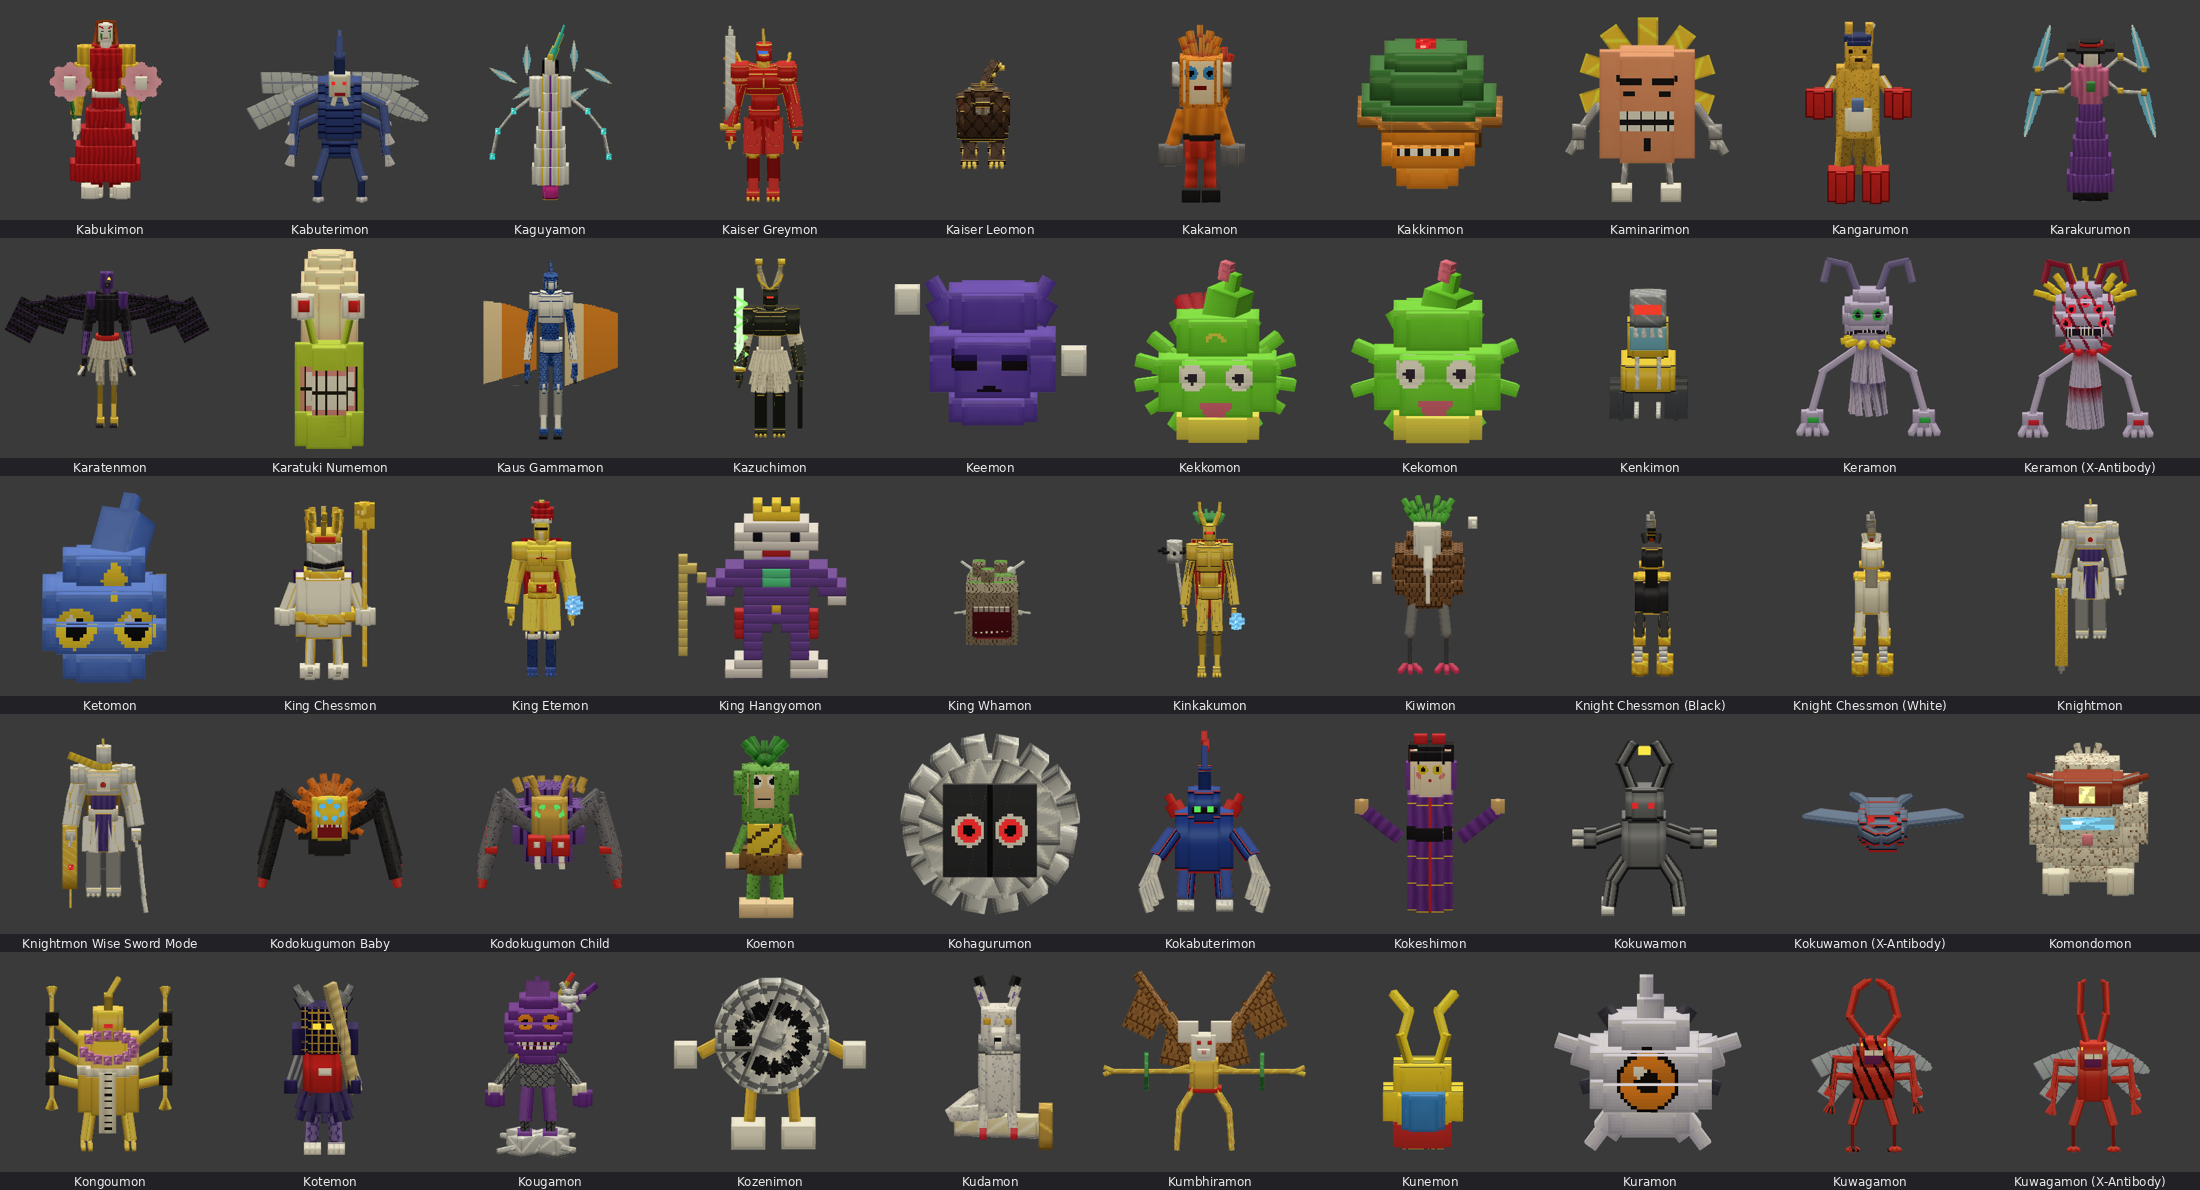 Kabukimon
Kabuterimon
Kaguyamon
Kaiser Greymon
Kaiser Leomon
Kakamon
Kakkinmon
Kaminarimon
Kangarumon
Karakurumon
Karatenmon
Karatuki Numemon
Kaus Gammamon
Kazuchimon
Keemon
Kekkomon
Kekomon
Kenkimon
Keramon
Keramon (X-Antibody)
Ketomon
King Chessmon
King Etemon
King Hangyomon
King Whamon
Kinkakumon
Kiwimon
Knight Chessmon (Black)
Knight Chessmon (White)
Knightmon
Knightmon Wise Sword Mode
Kodokugumon Baby
Kodokugumon Child
Koemon
Kohagurumon
Kokabuterimon
Kokeshimon
Kokuwamon
Kokuwamon (X-Antibody)
Komondomon
Kongoumon
Kotemon
Kougamon
Kozenimon
Kudamon
Kumbhiramon
Kunemon
Kuramon
Kuwagamon
Kuwagamon (X-Antibody)